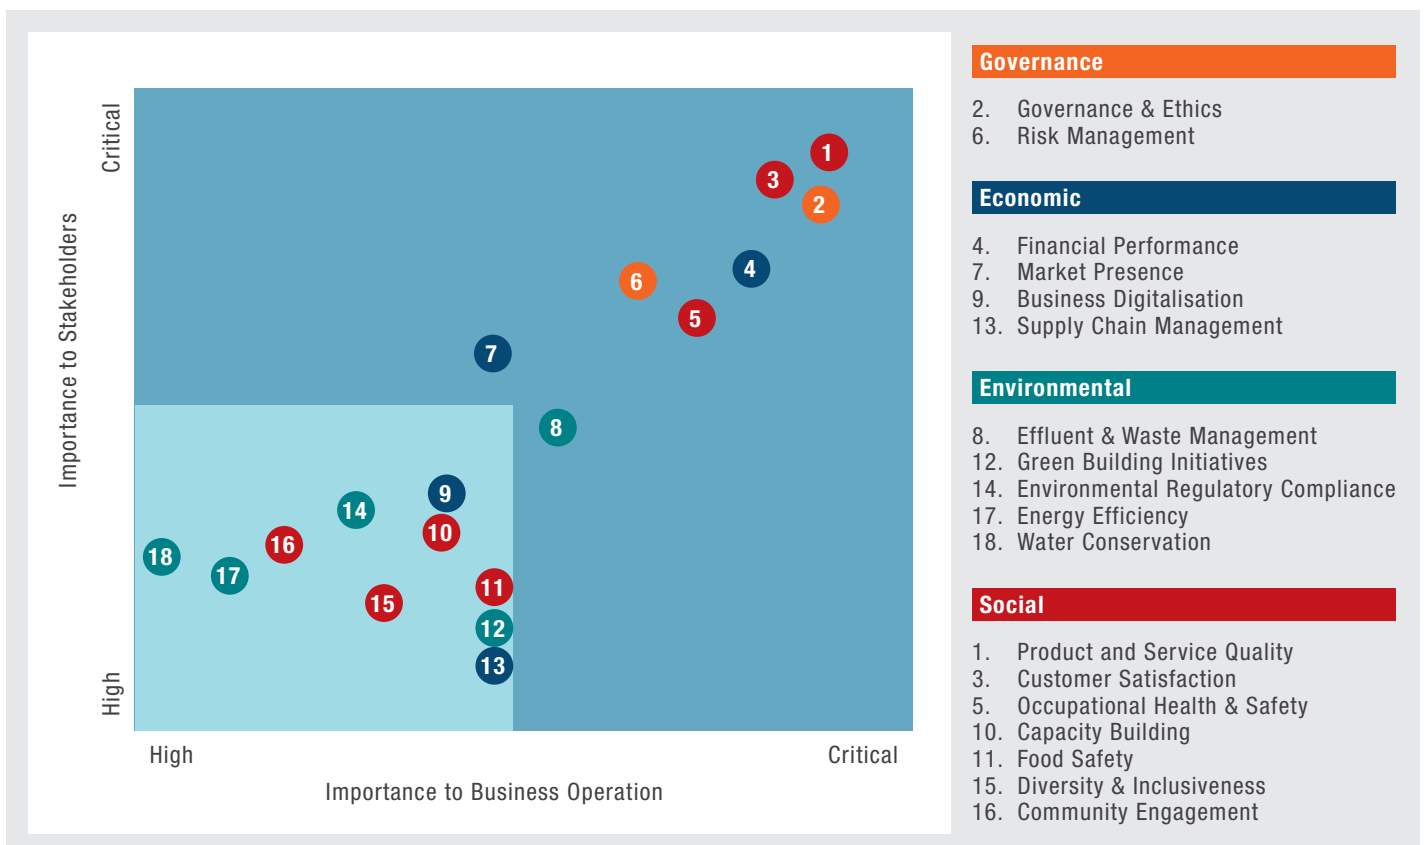 Critical
Importance to Stakeholders
High
1
3
2
4
6
5
7
8
9
14
10
16
18
17
11
15
12
13
High
Critical
Importance to Business Operation
Governance
2. Governance & Ethics
6. Risk Management
Economic
4. Financial Performance
7. Market Presence
9. Business Digitalisation
13. Supply Chain Management
Environmental
8. Effluent & Waste Management
12. Green Building Initiatives
14. Environmental Regulatory Compliance
17. Energy Efficiency
18. Water Conservation
Social
1. Product and Service Quality
3. Customer Satisfaction
5. Occupational Health & Safety
10. Capacity Building
11. Food Safety
15. Diversity & Inclusiveness
16. Community Engagement